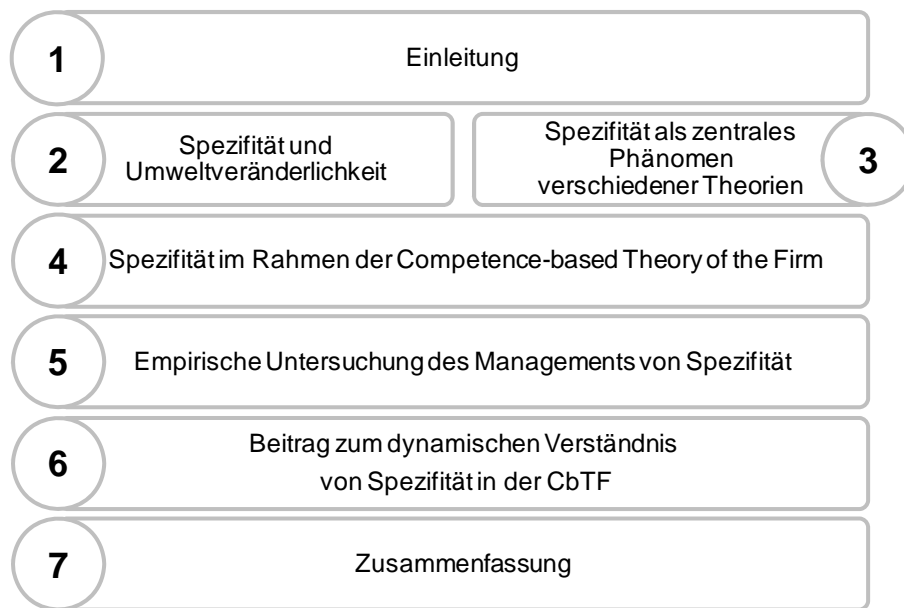 1
Einleitung
2
Spezifität und
Umweltveränderlichkeit
Spezifität als zentrales
Phänomen
verschiedener Theorien
3
4
Spezifität im Rahmen der Competence-based Theory of the Firm
5
Empirische Untersuchung des Managements von Spezifität
6
Beitrag zum dynamischen Verständnis
von Spezifität in der CbTF
7
Zusammenfassung